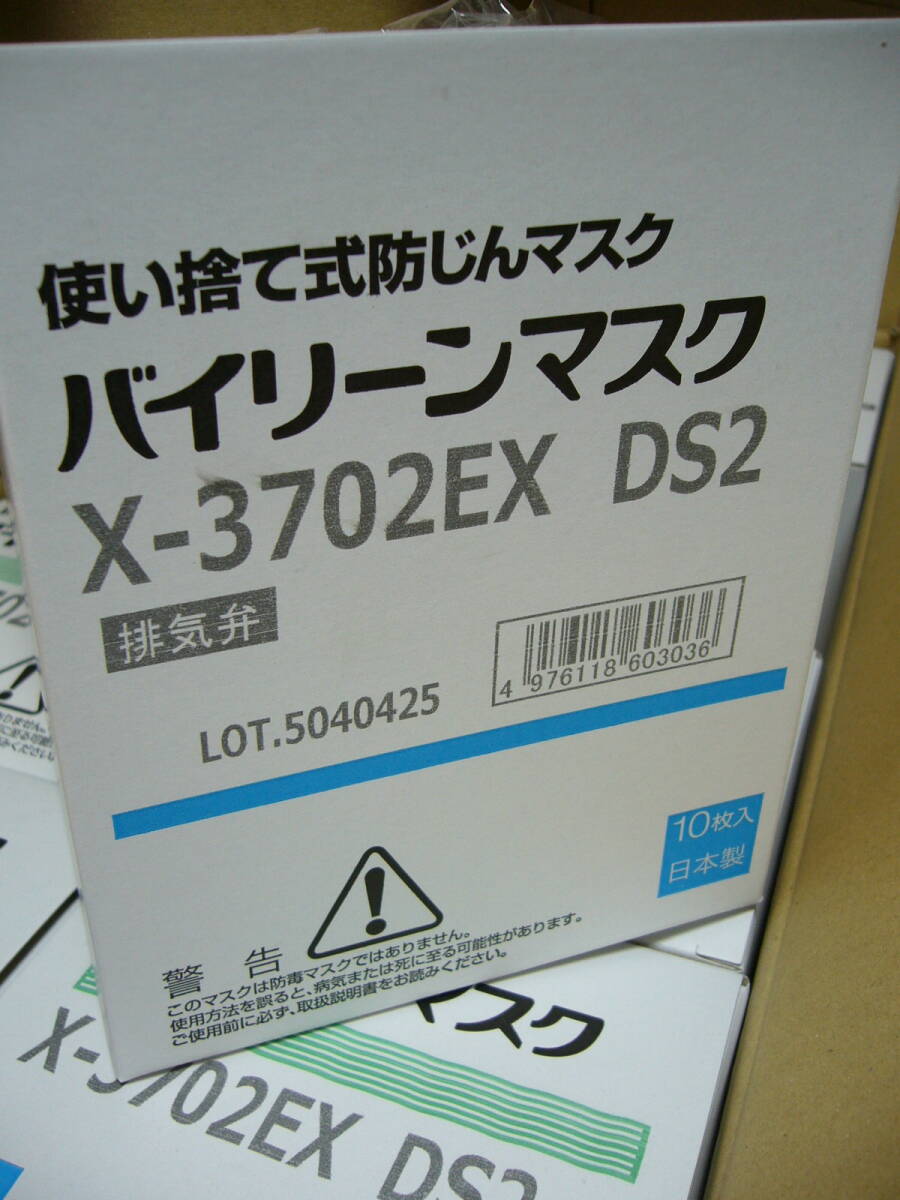 使い捨て式防じんマスク
バイリーンマスク
X-3702EX DS2
排気弁
4 976118 603036
LOT.5040425
10枚入
日本製
警告
このマスクは防毒マスクではありません。
使用方法を誤ると、病気または死に至る可能性があります。
ご使用前に必ず、取扱説明書をお読みください。
マスク
X-3702EX DS2